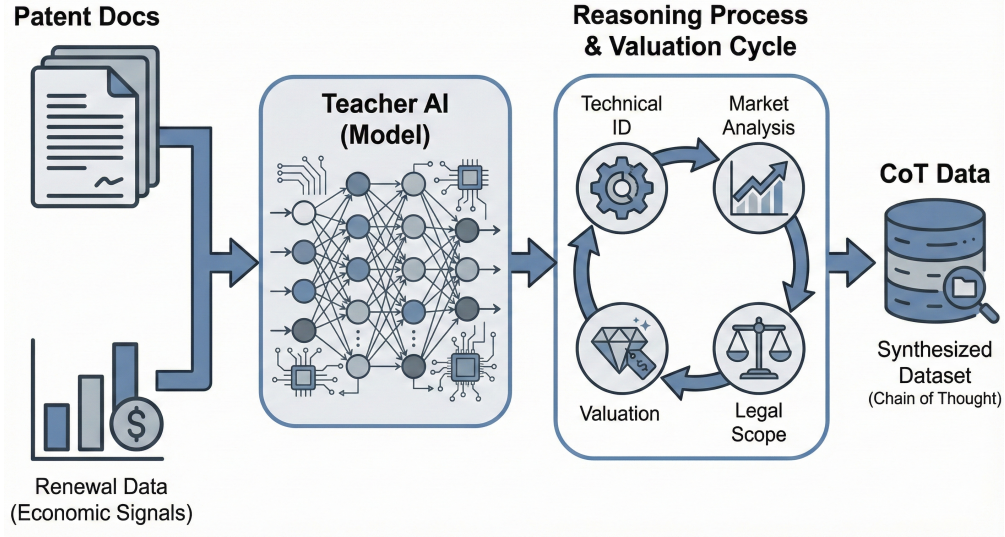 Patent Docs
Renewal Data
(Economic Signals)
Teacher AI
(Model)
Reasoning Process
& Valuation Cycle
Technical
ID
Market
Analysis
Valuation
Legal
Scope
CoT Data
Synthesized
Dataset
(Chain of Thought)
$
$